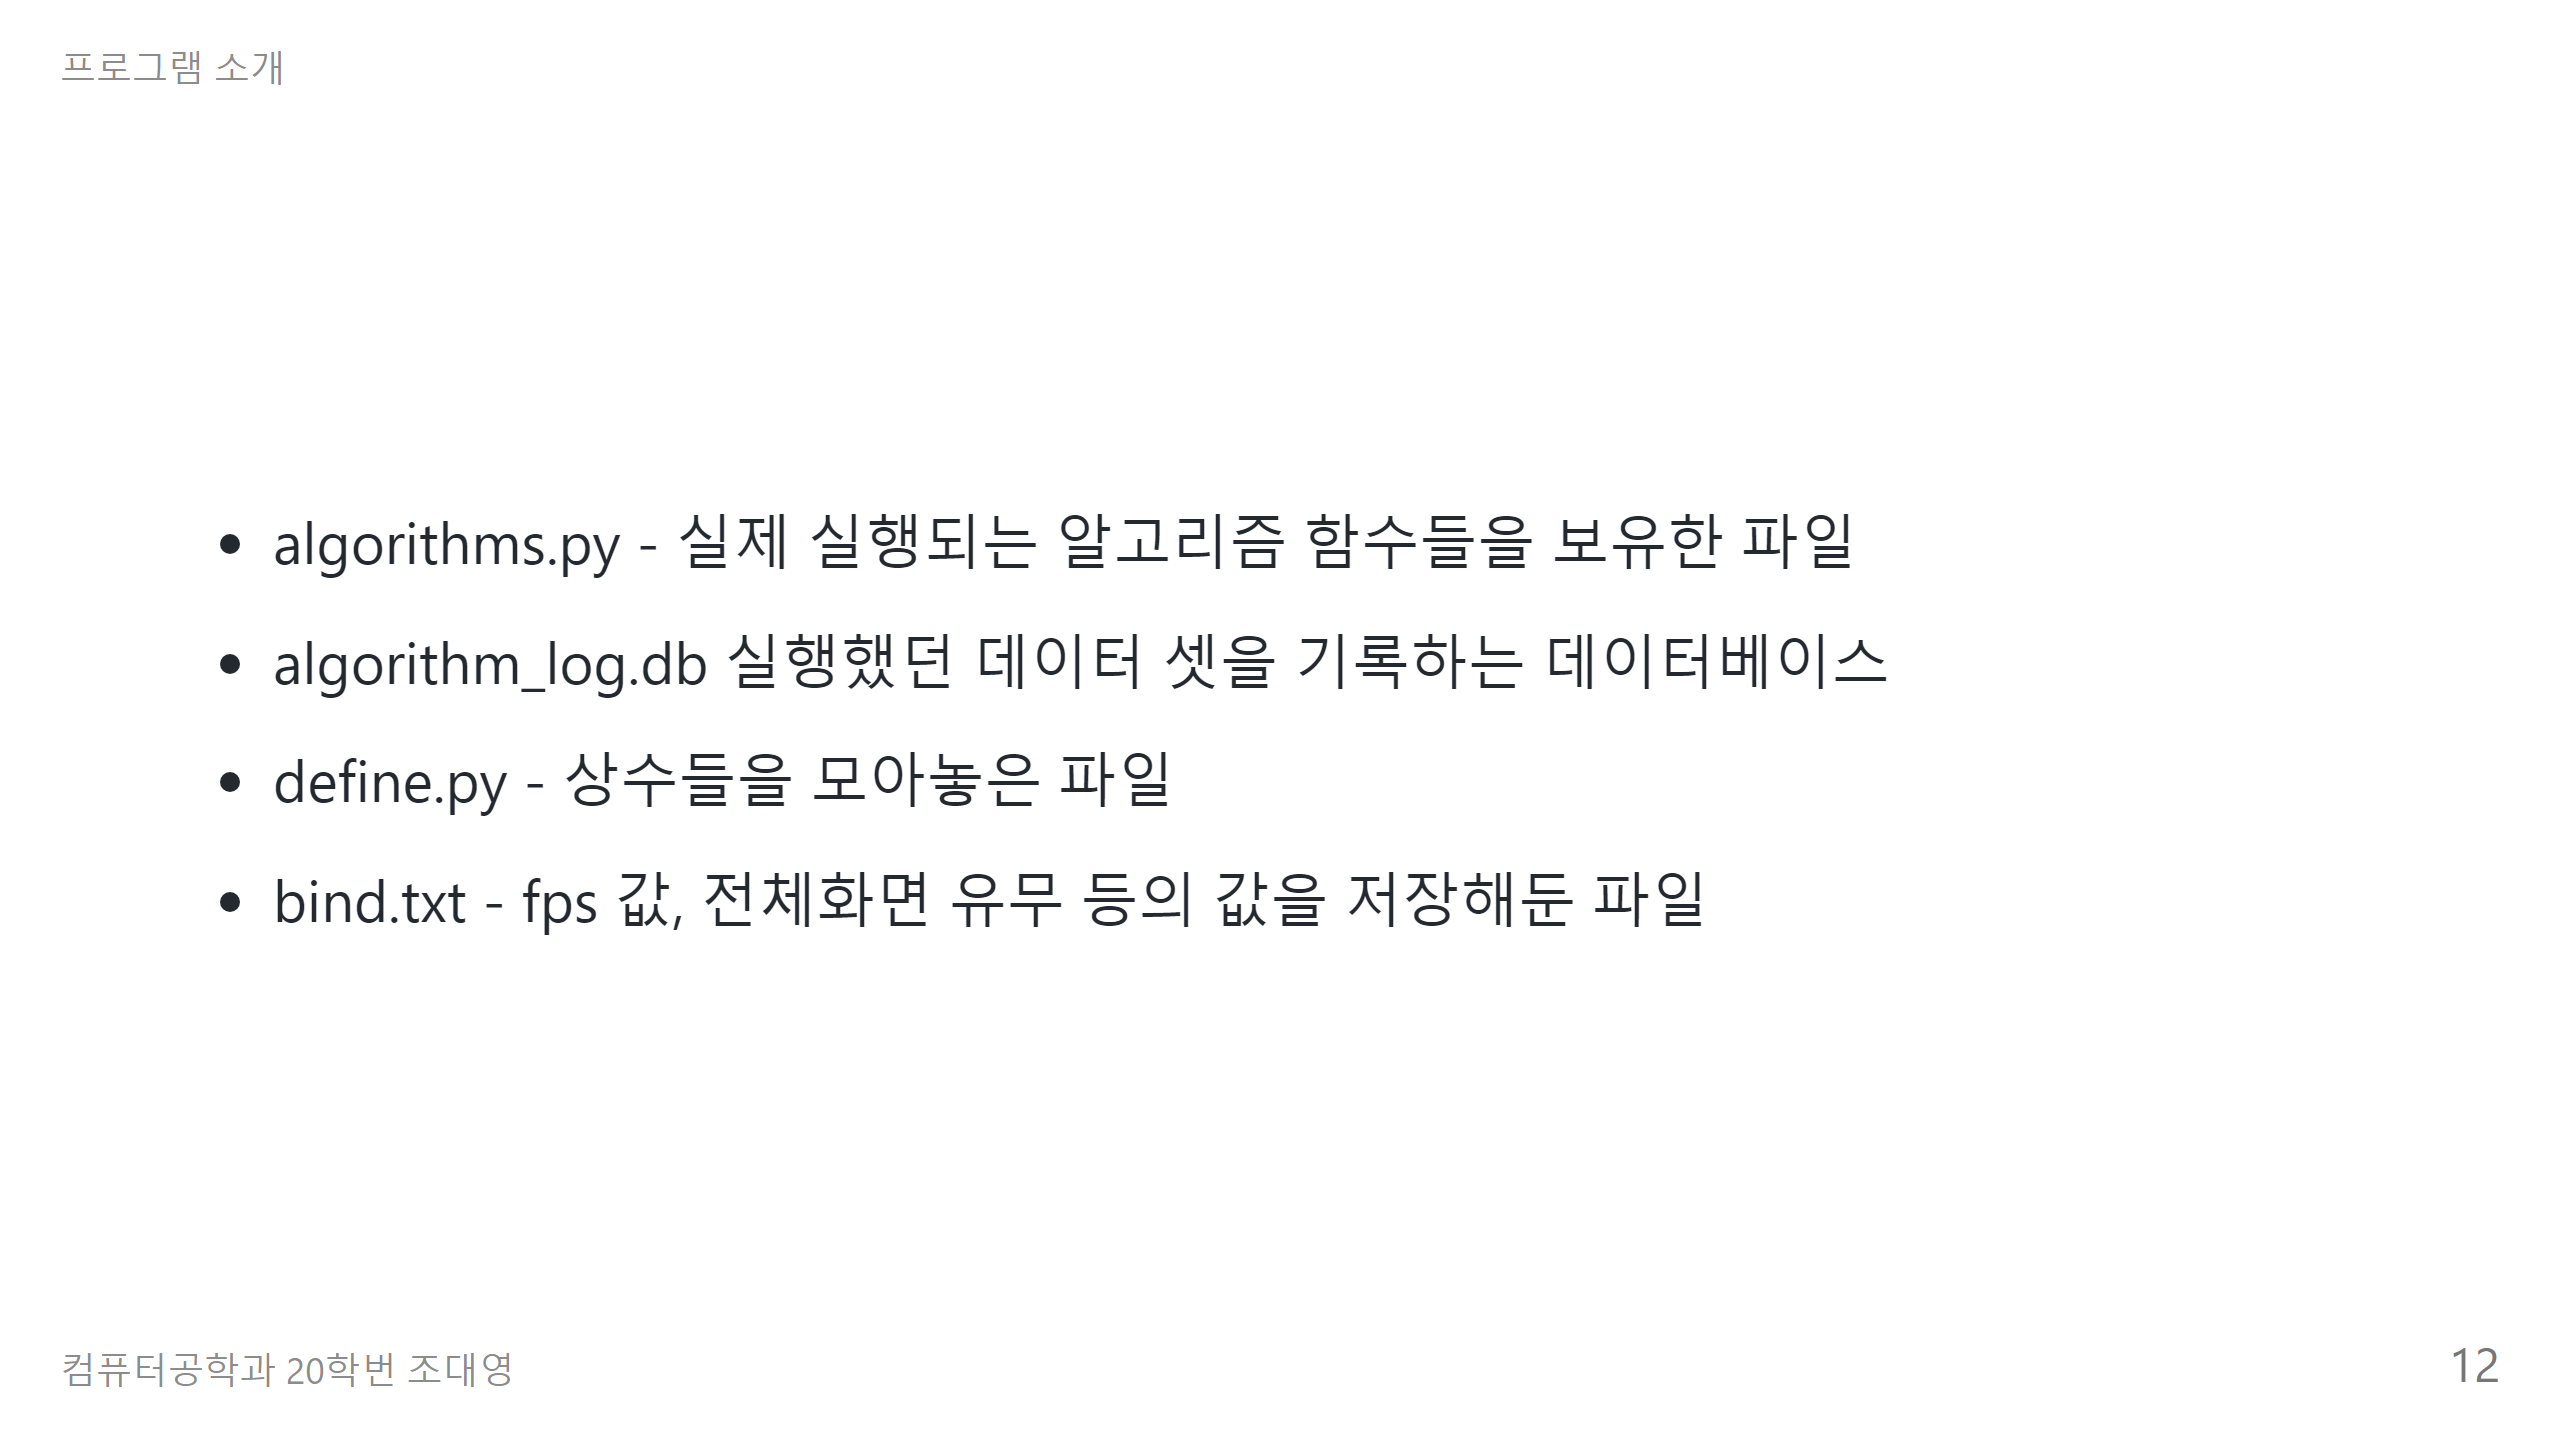 프로그램 소개
• algorithms.py - 실제 실행되는 알고리즘 함수들을 보유한 파일
• algorithm_log.db 실행했던 데이터 셋을 기록하는 데이터베이스
• define.py - 상수들을 모아놓은 파일
• bind.txt - fps 값, 전체화면 유무 등의 값을 저장해둔 파일
컴퓨터공학과 20학번 조대영
12